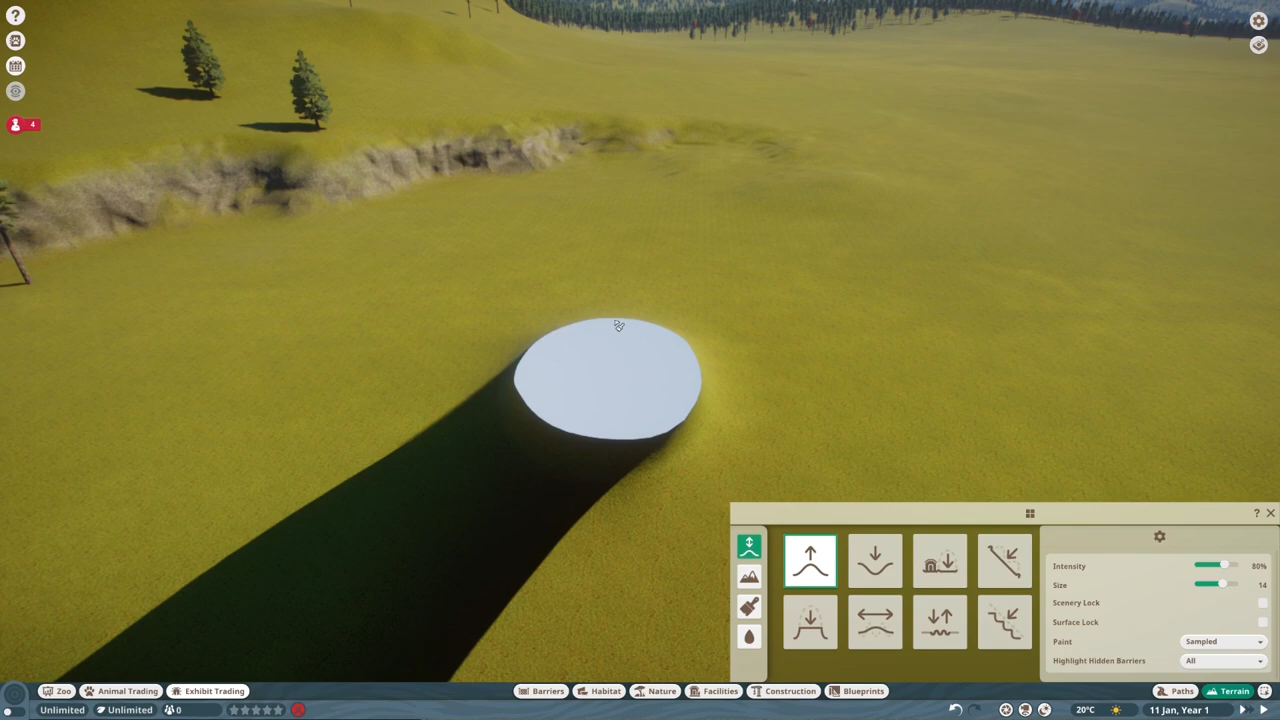 ?
4
?
Intensity 80%
Size 14
Scenery Lock
Surface Lock
Paint Sampled
Highlight Hidden Barriers All
Zoo Animal Trading Exhibit Trading Barriers Habitat Nature Facilities Construction Blueprints Paths Terrain
Unlimited Unlimited 0 20°C 11 Jan, Year 1